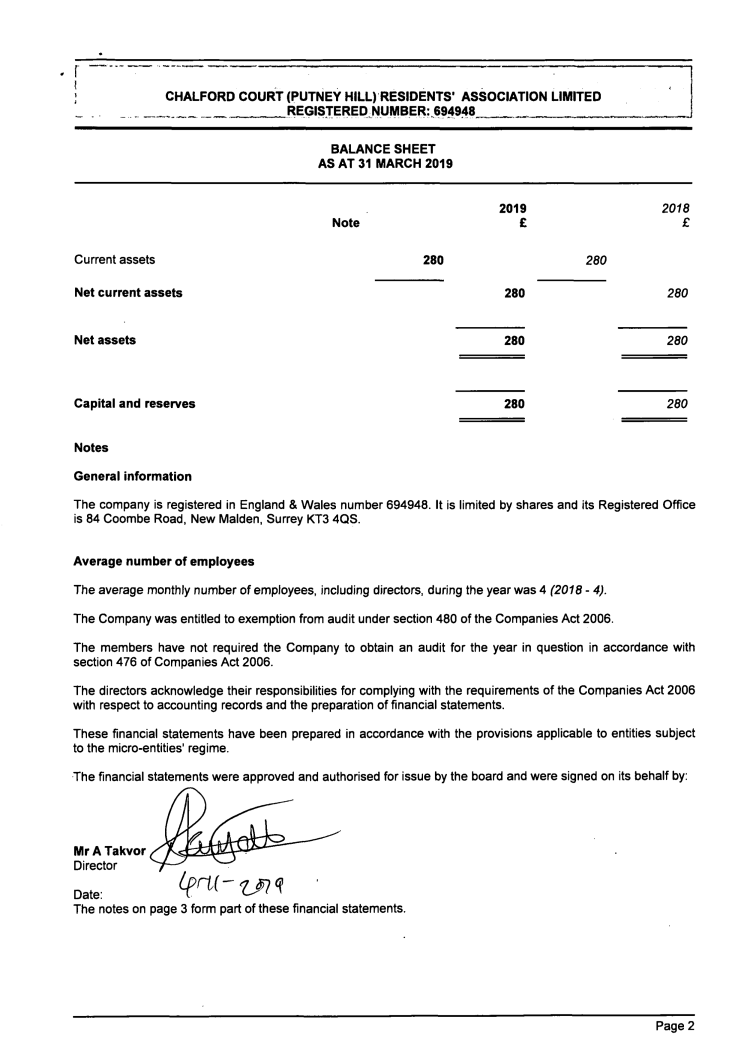 CHALFORD COURT (PUTNEY HILL) RESIDENTS' ASSOCIATION LIMITED
REGISTERED NUMBER: 694948
BALANCE SHEET
AS AT 31 MARCH 2019
2019 2018
Note £ £
Current assets 280 280
Net current assets 280 280
Net assets 280 280
Capital and reserves 280 280
Notes
General information
The company is registered in England & Wales number 694948. It is limited by shares and its Registered Office
is 84 Coombe Road, New Malden, Surrey KT3 4QS.
Average number of employees
The average monthly number of employees, including directors, during the year was 4 (2018 - 4).
The Company was entitled to exemption from audit under section 480 of the Companies Act 2006.
The members have not required the Company to obtain an audit for the year in question in accordance with
section 476 of Companies Act 2006.
The directors acknowledge their responsibilities for complying with the requirements of the Companies Act 2006
with respect to accounting records and the preparation of financial statements.
These financial statements have been prepared in accordance with the provisions applicable to entities subject
to the micro-entities' regime.
The financial statements were approved and authorised for issue by the board and were signed on its behalf by:
Mr A Takvor
Director
Date:
The notes on page 3 form part of these financial statements.
Page 2